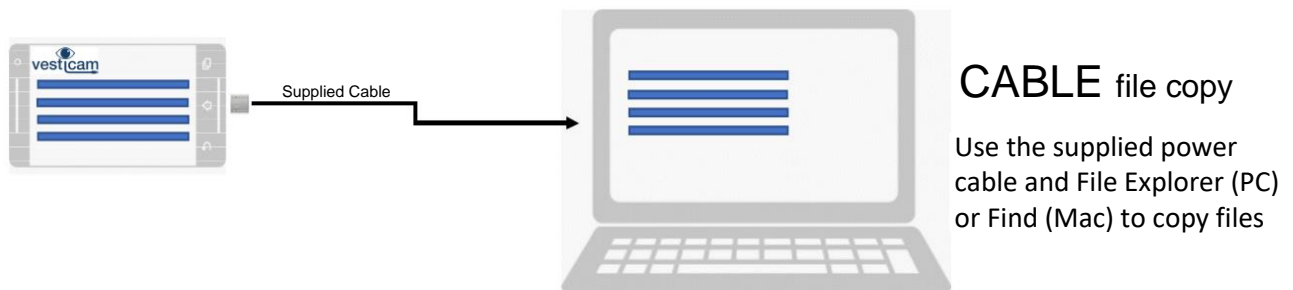 vesticam
Supplied Cable
CABLE file copy
Use the supplied power
cable and File Explorer (PC)
or Find (Mac) to copy files